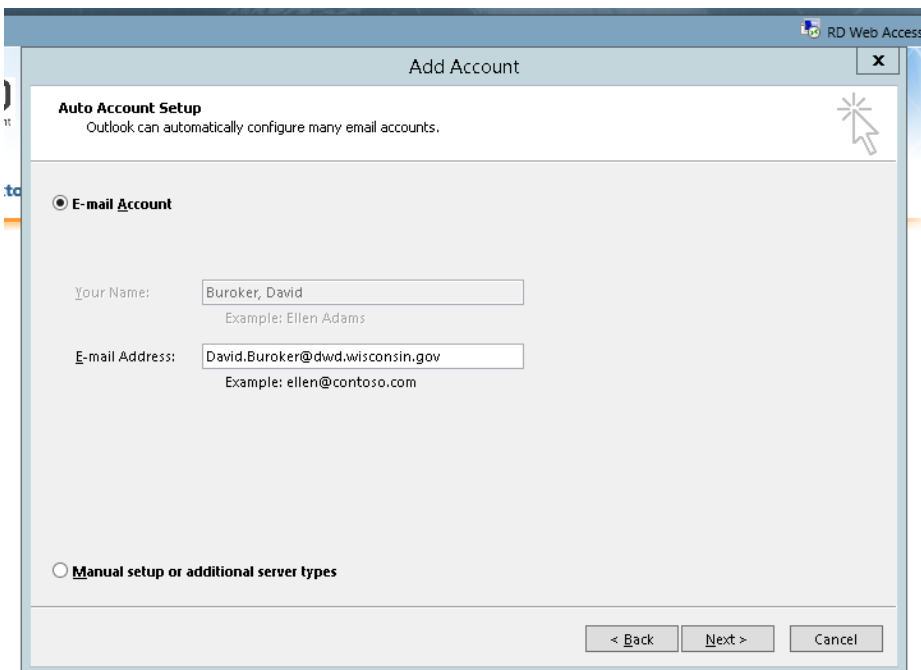 RD Web Access
Add Account
x
Auto Account Setup
Outlook can automatically configure many email accounts.
E-mail Account
Your Name:
Buroker, David
Example: Ellen Adams
E-mail Address:
David.Buroker@dwd.wisconsin.gov
Example: ellen@contoso.com
Manual setup or additional server types
< Back
Next >
Cancel